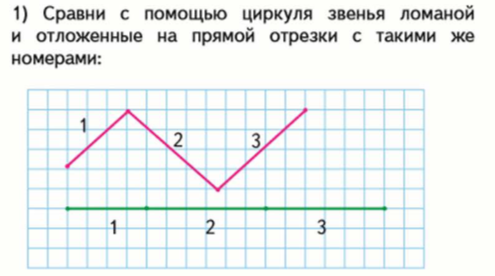 1) Сравни с помощью циркуля звенья ломаной
и отложенные на прямой отрезки с такими же
номерами:
1 2 3
1 2 3